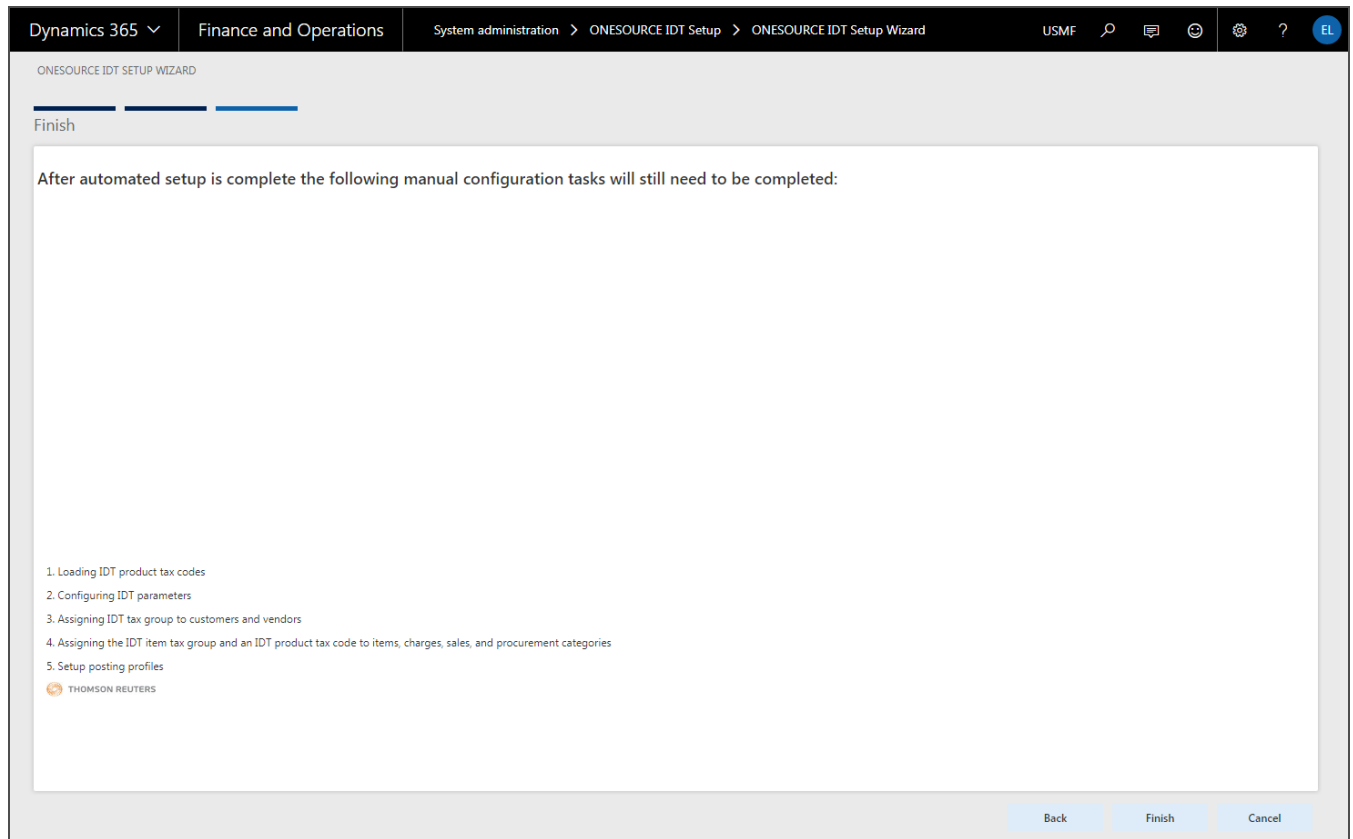 Dynamics 365 Finance and Operations System administration > ONESOURCE IDT Setup > ONESOURCE IDT Setup Wizard USMF ? EL
ONESOURCE IDT SETUP WIZARD
Finish
After automated setup is complete the following manual configuration tasks will still need to be completed:
1. Loading IDT product tax codes
2. Configuring IDT parameters
3. Assigning IDT tax group to customers and vendors
4. Assigning the IDT item tax group and an IDT product tax code to items, charges, sales, and procurement categories
5. Setup posting profiles
THOMSON REUTERS
Back Finish Cancel